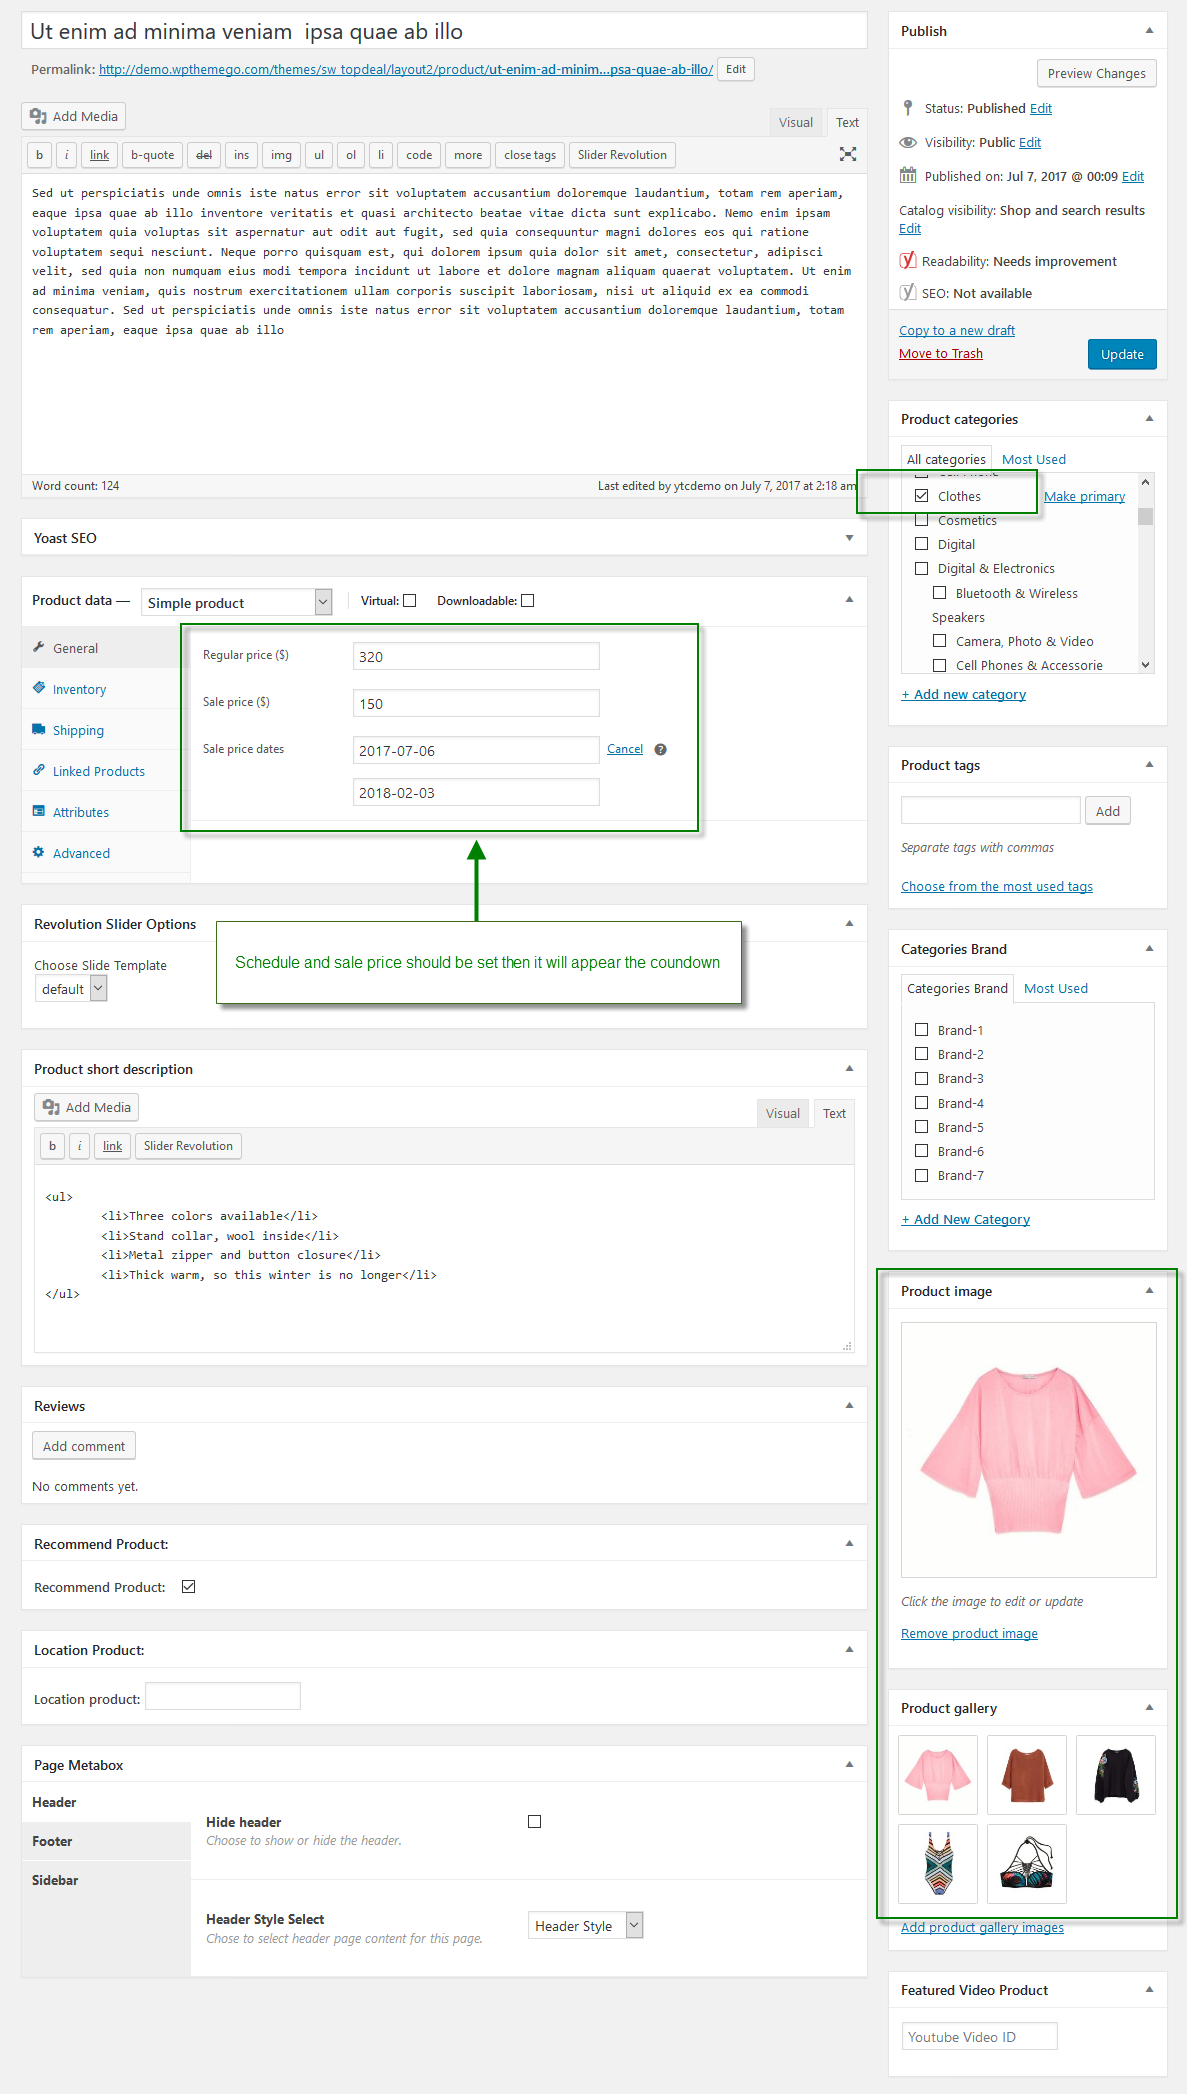 Ut enim ad minima veniam  ipsa quae ab illo
Permalink: http://demo.wpthemego.com/themes/sw_topdeal/layout2/product/ut-enim-ad-minim...psa-quae-ab-illo/ Edit
Add Media
Visual Text
b i link b-quote del ins img ul ol li code more close tags Slider Revolution
Sed ut perspiciatis unde omnis iste natus error sit voluptatem accusantium doloremque laudantium, totam rem aperiam,
eaque ipsa quae ab illo inventore veritatis et quasi architecto beatae vitae dicta sunt explicabo. Nemo enim ipsam
voluptatem quia voluptas sit aspernatur aut odit aut fugit, sed quia consequuntur magni dolores eos qui ratione
voluptatem sequi nesciunt. Neque porro quisquam est, qui dolorem ipsum quia dolor sit amet, consectetur, adipisci
velit, sed quia non numquam eius modi tempora incidunt ut labore et dolore magnam aliquam quaerat voluptatem. Ut enim
ad minima veniam, quis nostrum exercitationem ullam corporis suscipit laboriosam, nisi ut aliquid ex ea commodi
consequatur. Sed ut perspiciatis unde omnis iste natus error sit voluptatem accusantium doloremque laudantium, totam
rem aperiam, eaque ipsa quae ab illo
Word count: 124
Last edited by ytcdemo on July 7, 2017 at 2:18 am
Yoast SEO
Product data —
Simple product
Virtual:
Downloadable:
General
Inventory
Shipping
Linked Products
Attributes
Advanced
Regular price ($)
320
Sale price ($)
150
Sale price dates
2017-07-06
Cancel ?
2018-02-03
Schedule and sale price should be set then it will appear the coundown
Revolution Slider Options
Choose Slide Template
default
Product short description
Add Media
Visual Text
b i link Slider Revolution
<ul>
<li>Three colors available</li>
<li>Stand collar, wool inside</li>
<li>Metal zipper and button closure</li>
<li>Thick warm, so this winter is no longer</li>
</ul>
Reviews
Add comment
No comments yet.
Recommend Product:
Recommend Product:
Location Product:
Location product:
Page Metabox
Header
Footer
Sidebar
Hide header
Choose to show or hide the header.
Header Style Select
Chose to select header page content for this page.
Header Style
Publish
Preview Changes
Status: Published Edit
Visibility: Public Edit
Published on: Jul 7, 2017 @ 00:09 Edit
Catalog visibility: Shop and search results
Edit
Readability: Needs improvement
SEO: Not available
Copy to a new draft
Move to Trash
Update
Product categories
All categories Most Used
Clothes
Make primary
Cosmetics
Digital
Digital & Electronics
Bluetooth & Wireless
Speakers
Camera, Photo & Video
Cell Phones & Accessorie
+ Add new category
Product tags
Add
Separate tags with commas
Choose from the most used tags
Categories Brand
Categories Brand Most Used
Brand-1
Brand-2
Brand-3
Brand-4
Brand-5
Brand-6
Brand-7
+ Add New Category
Product image
Click the image to edit or update
Remove product image
Product gallery
Add product gallery images
Featured Video Product
Youtube Video ID